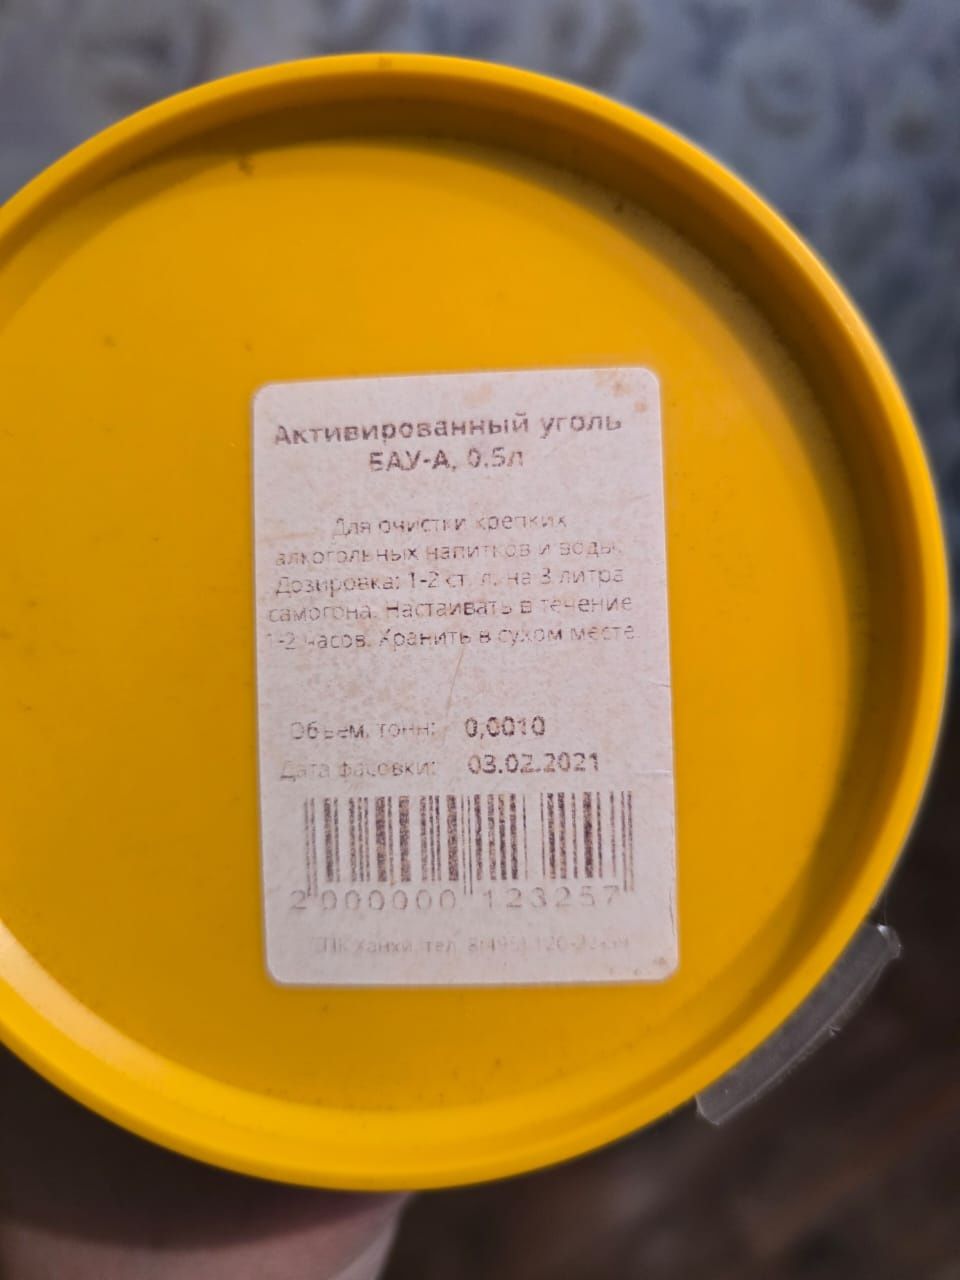 Активированный уголь
БАУ-А, 0.5л
Для очистки крепких
алкогольных напитков и воды.
Дозировка: 1-2 ст. л. на 3 литра
самогона. Настаивать в течение
1-2 часов. Хранить в сухом месте.
Объем, тонн: 0,0010
Дата фасовки: 03.02.2021
2 000000 123257
ханхи, тел.